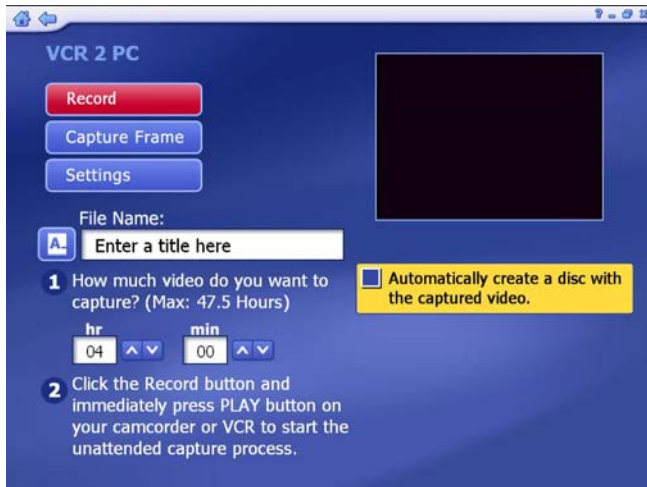 VCR 2 PC
Record
Capture Frame
Settings
File Name:
A
Enter a title here
1 How much video do you want to
capture? (Max: 47.5 Hours)
hr min
04 00
2 Click the Record button and
immediately press PLAY button on
your camcorder or VCR to start the
unattended capture process.
Automatically create a disc with
the captured video.